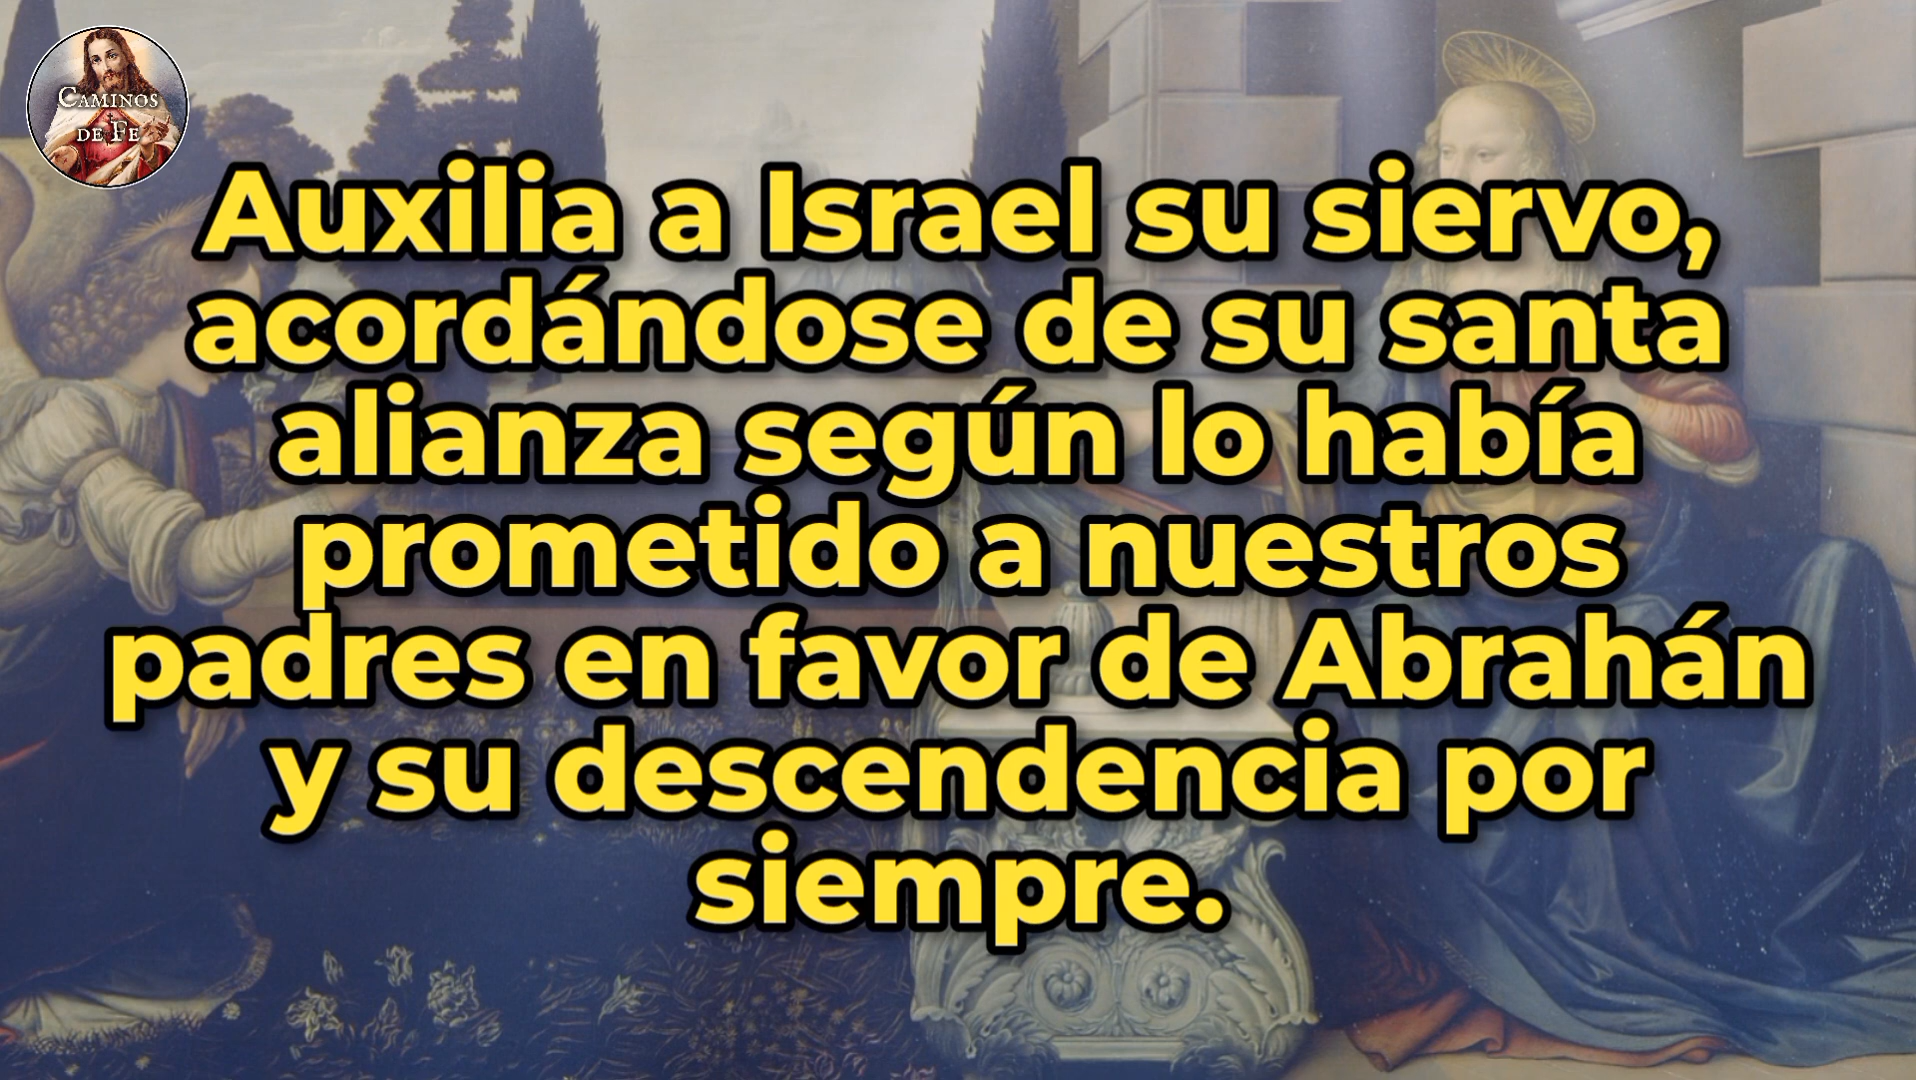 CAMINOS
DE FE
Auxilia a Israel su siervo,
acordándose de su santa
alianza según lo había
prometido a nuestros
padres en favor de Abrahán
y su descendencia por
siempre.